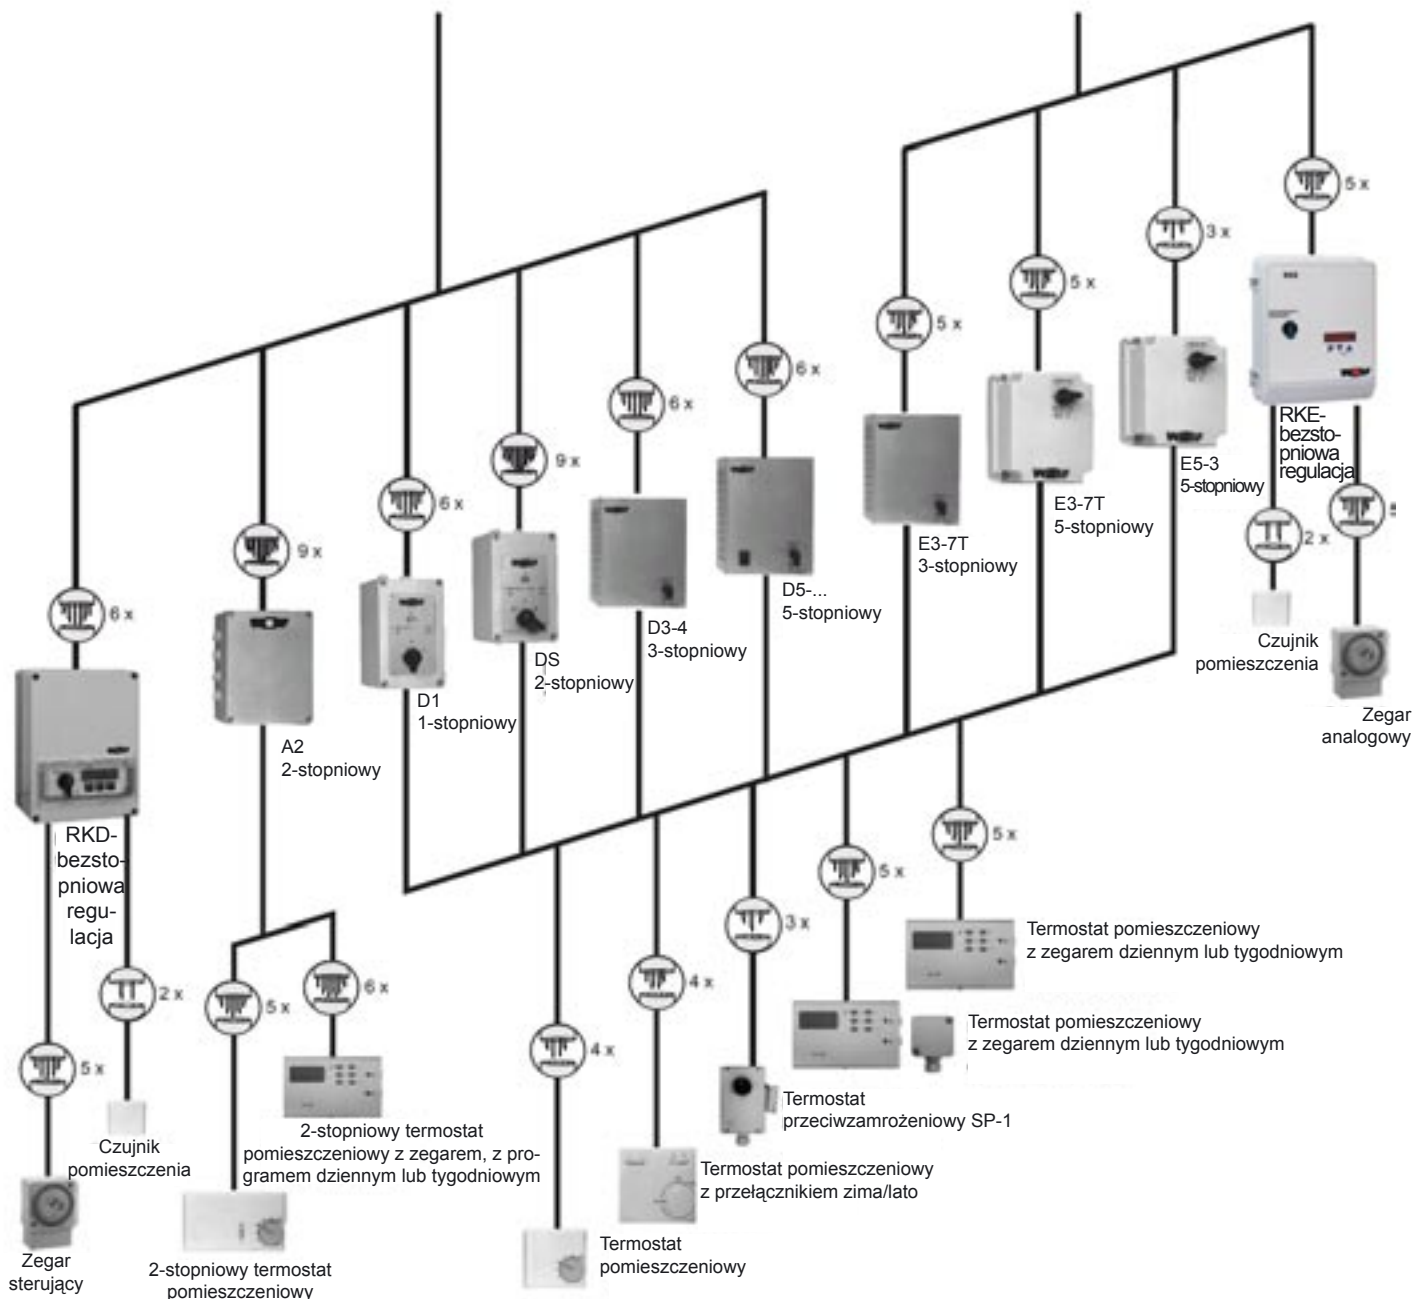 5 x
3 x
5 x
5 x
6 x
6 x
9 x
6 x
9 x
6 x
RKE-
bezsto-
pniowa
regulacja
E5-3
5-stopniowy
E3-7T
5-stopniowy
E3-7T
3-stopniowy
2 x
D5-...
5-stopniowy
D3-4
3-stopniowy
DS
2-stopniowy
D1
1-stopniowy
A2
2-stopniowy
Czujnik
pomieszczenia
Zegar
analogowy
RKD-
bezsto-
pniowa
regu-
lacja
5 x
5 x
3 x
4 x
4 x
6 x
5 x
2 x
5 x
Termostat pomieszczeniowy
z zegarem dziennym lub tygodniowym
Termostat pomieszczeniowy
z zegarem dziennym lub tygodniowym
Termostat
przeciwzamrożeniowy SP-1
2-stopniowy termostat
pomieszczeniowy z zegarem, z pro-
gramem dziennym lub tygodniowym
Czujnik
pomieszczenia
Termostat pomieszczeniowy
z przełącznikiem zima/lato
Termostat
pomieszczeniowy
Zegar
sterujący
2-stopniowy termostat
pomieszczeniowy